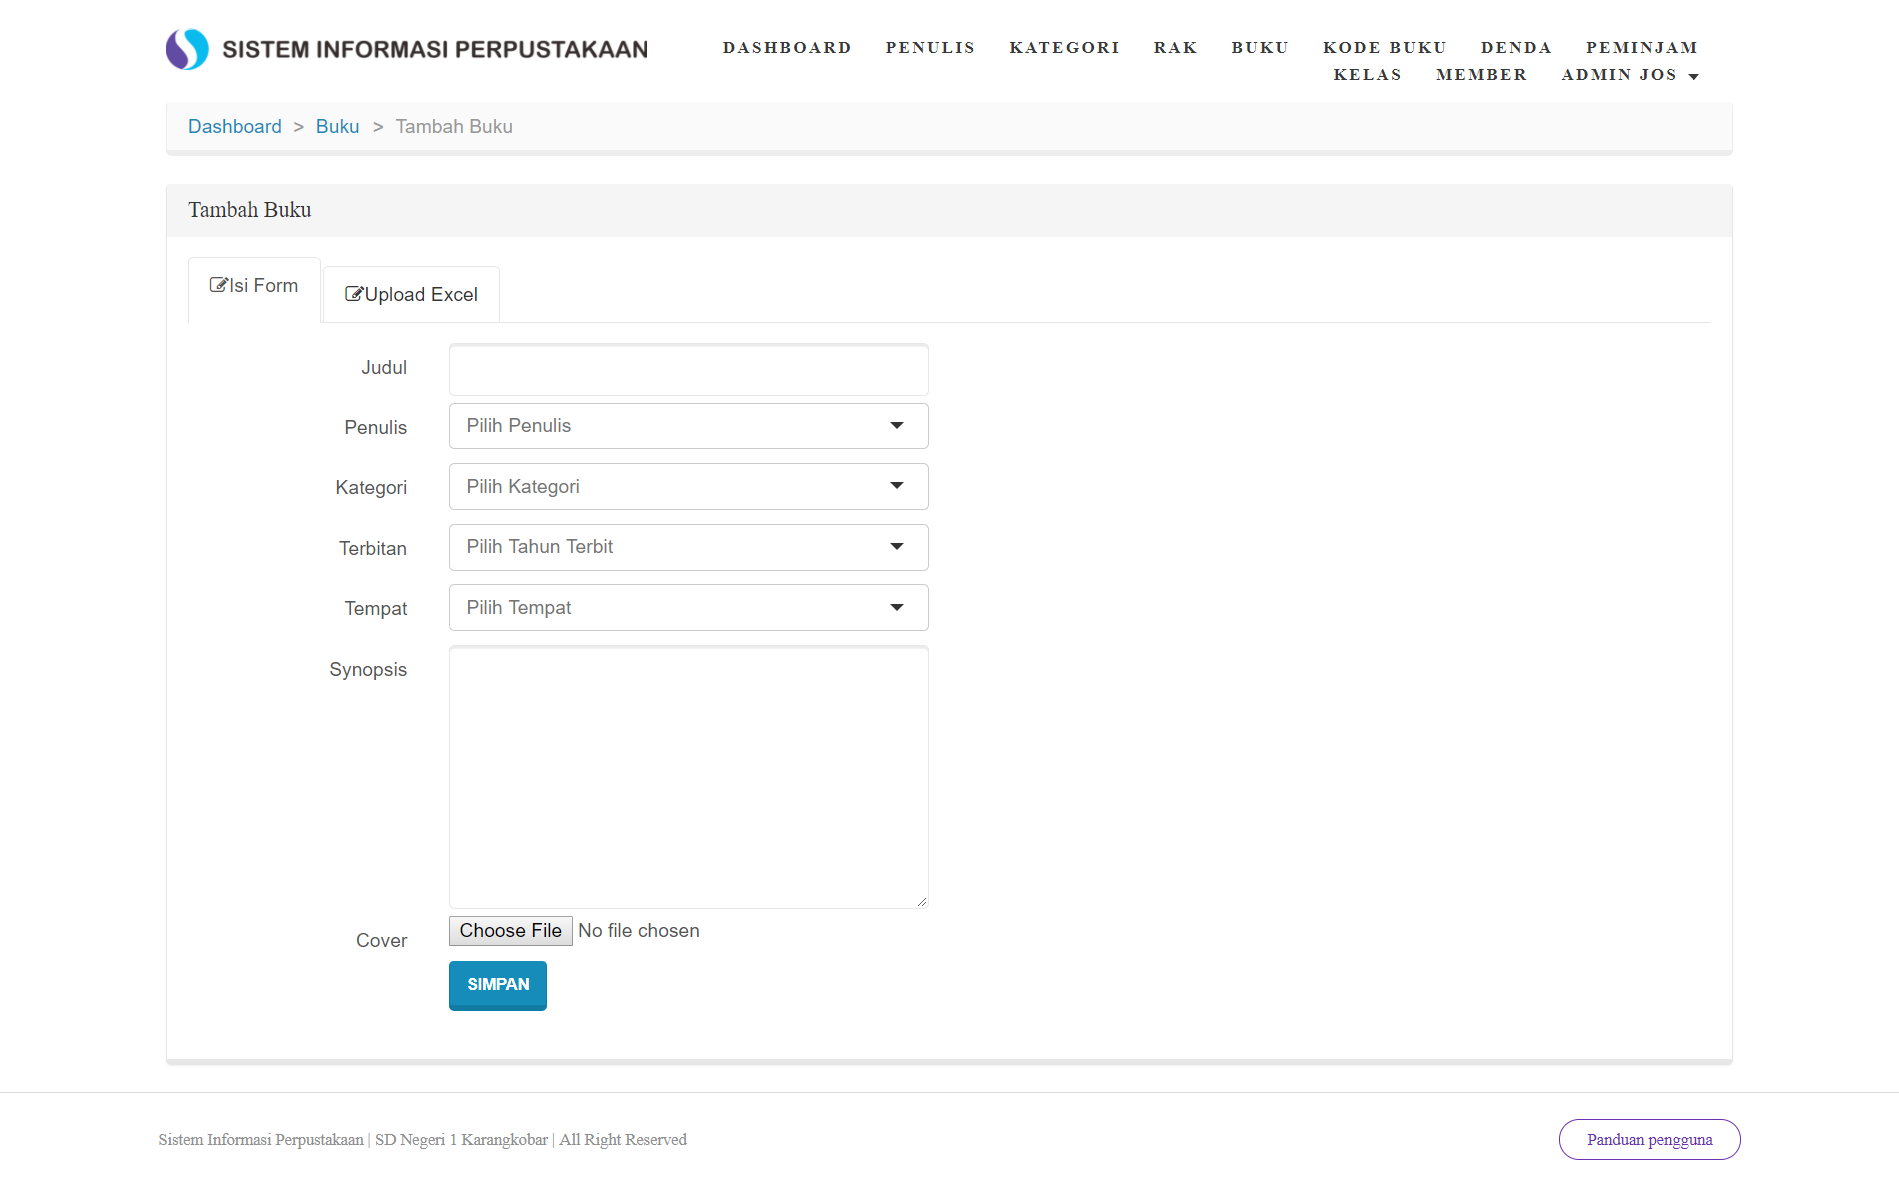 SISTEM INFORMASI PERPUSTAKAAN
DASHBOARD PENULIS KATEGORI RAK BUKU KODE BUKU DENDA PEMINJAM
KELAS MEMBER ADMIN JOS
Dashboard > Buku > Tambah Buku
Tambah Buku
Isi Form
Upload Excel
Judul
Penulis Pilih Penulis
Kategori Pilih Kategori
Terbitan Pilih Tahun Terbit
Tempat Pilih Tempat
Synopsis
Cover Choose File No file chosen
SIMPAN
Sistem Informasi Perpustakaan | SD Negeri 1 Karangkobar | All Right Reserved
Panduan pengguna